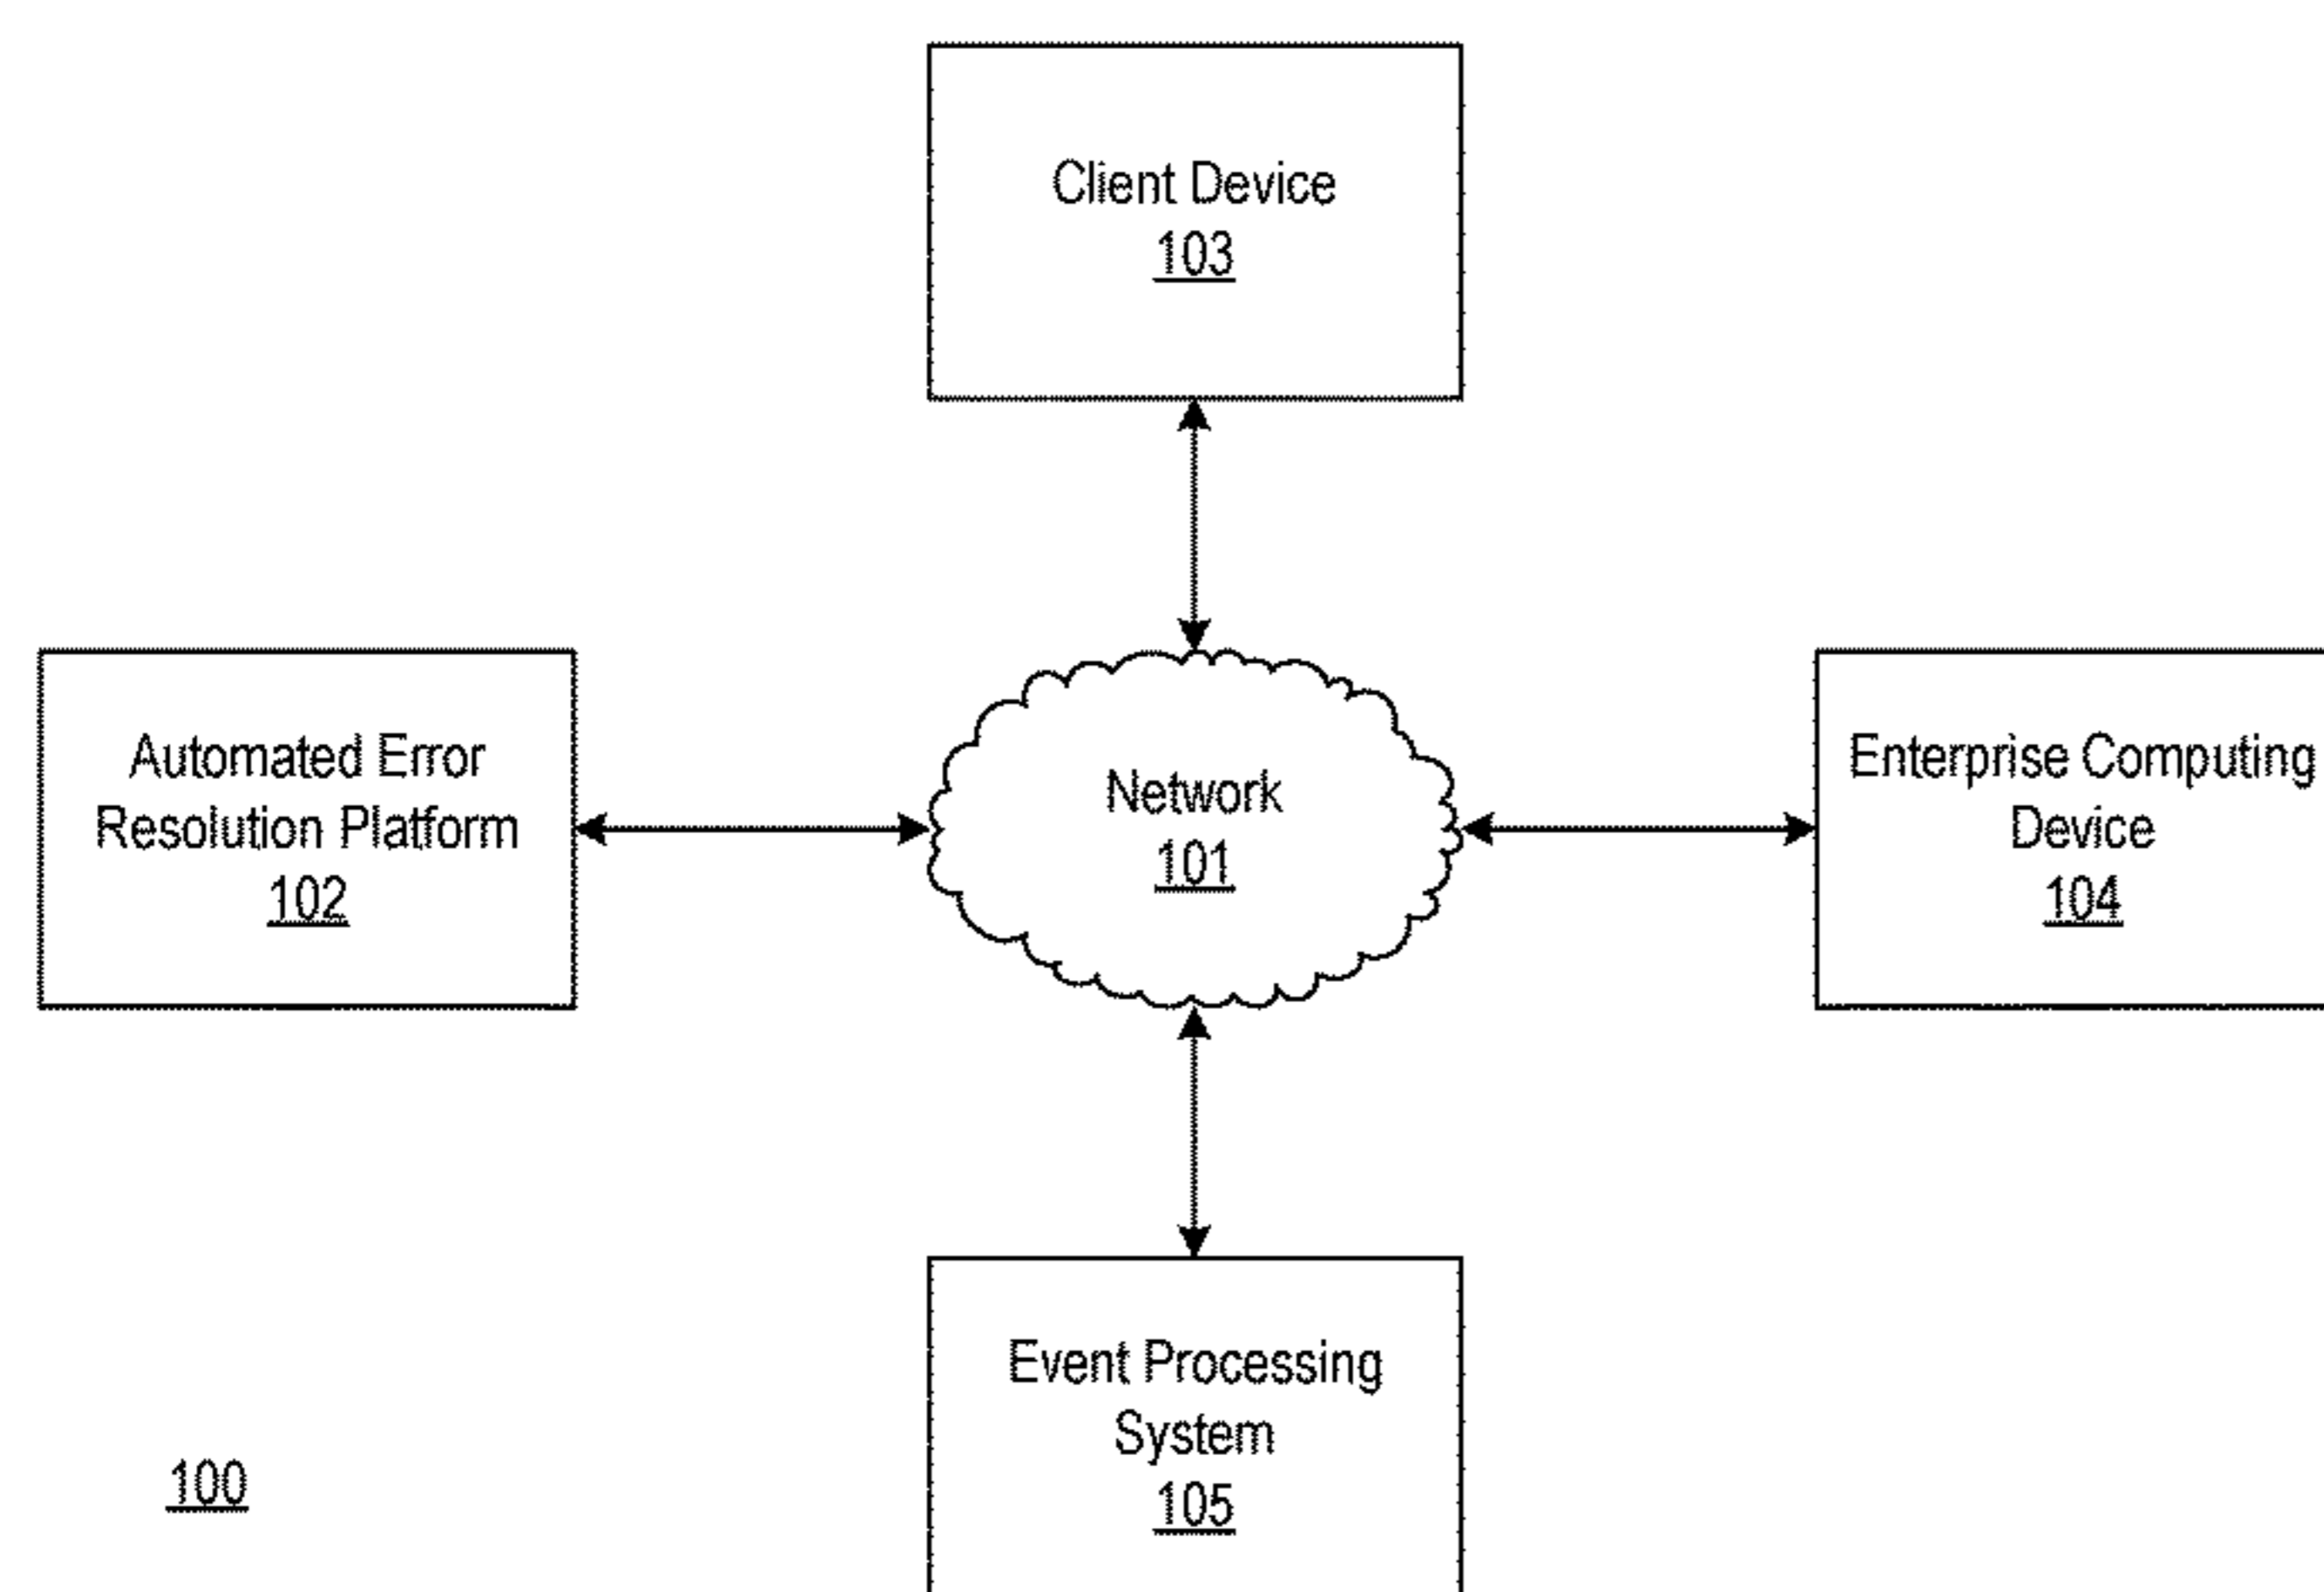 Client Device
103
Automated Error
Resolution Platform
102
Network
101
Enterprise Computing
Device
104
Event Processing
System
105
100